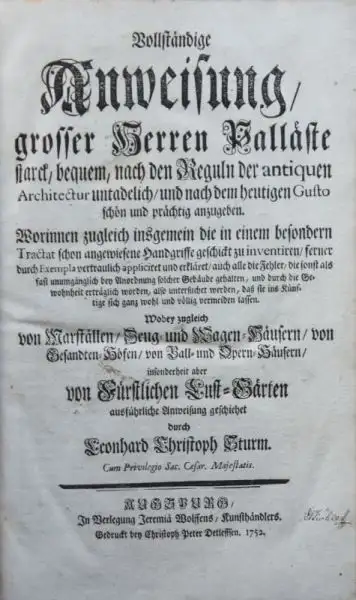 Vollständige
Anweisung/
grosser Herren Palläste
starck, bequem, nach den Reguln der antiquen
Architectur untadelich/ und nach dem heutigen Gusto
schön und prächtig anzugeben.
Worinnen zugleich insgemein die in einem besondern
Tractat schon angewiesene Handgriffe geschickt zu inventiren/ ferner
durch Exempla vertraulich appliciret und erkläret/ auch alle die Fehler/ die sonst als
fast unumgänglich bey Anordnung solcher Gebäude gehalten, und durch die Ge-
wohnheit erträglich worden, also untersuchet werden, daß sie ins Künf-
tige sich gantz wohl und völlig vermeiden lassen.
Wobey zugleich
von Marställen/ Zeug- und Wagen-Häusern/ von
Gesandten-Höfen/ von Ball- und Opern-Häusern/
insonderheit aber
von Fürstlichen Lust-Gärten
ausführliche Anweisung geschiehet
durch
Leonhard Christoph Sturm.
Cum Privilegio Sac. Cæsar. Majestatis.
AUGSPURG/
In Verlegung Jeremiä Wolffens, Kunsthändlers.
Gedruckt bey Christoph Peter Detleffsen. 1752.